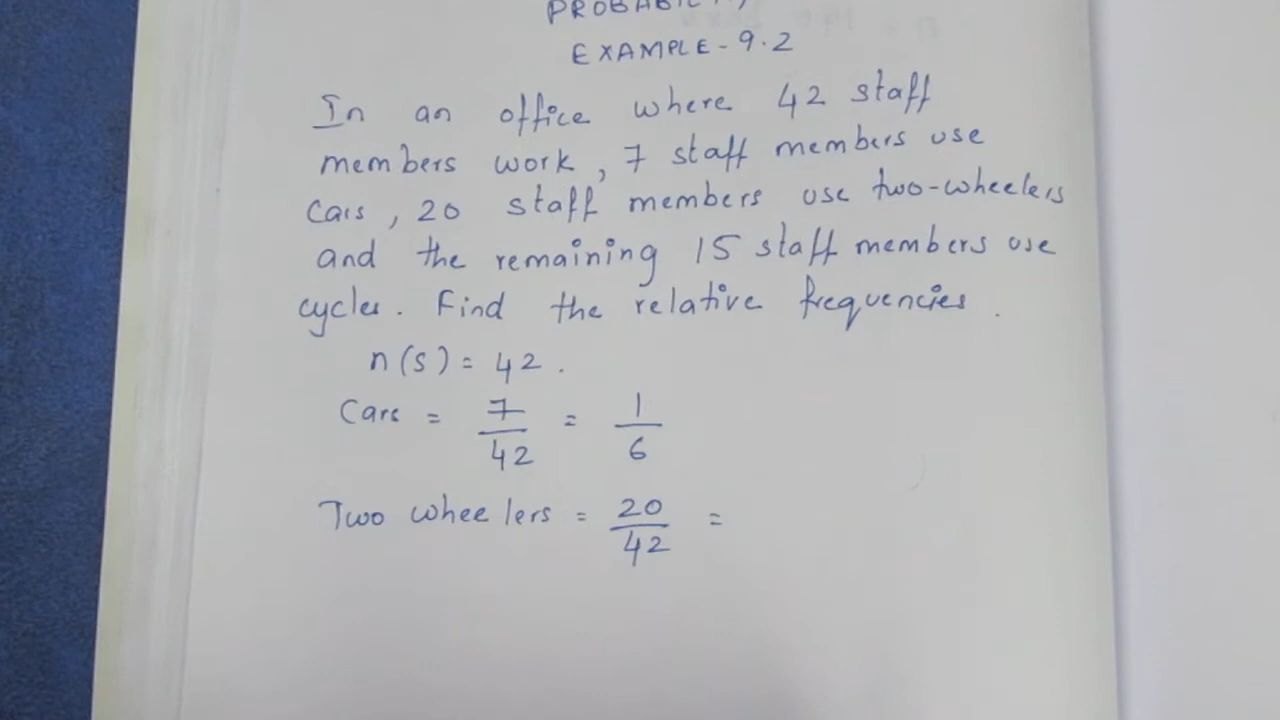 PROBABILITY
EXAMPLE-9.2
In an office where 42 staff
members work, 7 staff members use
Cars, 20 staff members use two-wheelers
and the remaining 15 staff members use
cycles. Find the relative frequencies.
n(s) = 42.
Cars = 7/42 = 1/6
Two wheelers = 20/42 =